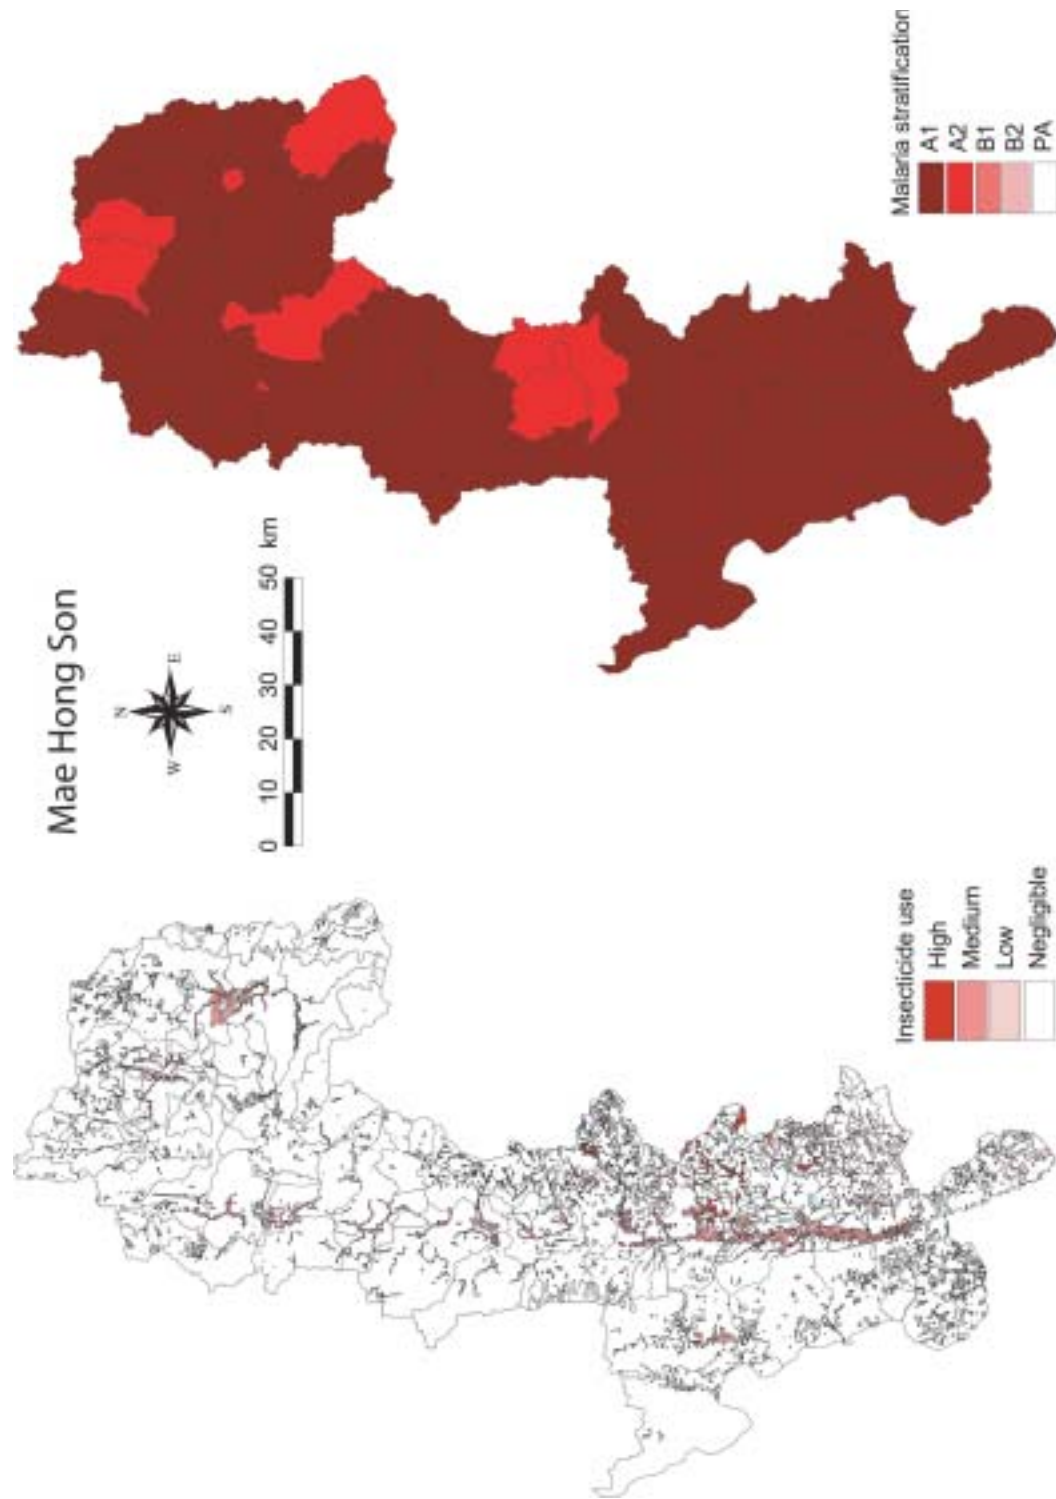 Mae Hong Son
N
W
E
S
0 10 20 30 40 50 km
Insecticide use
High
Medium
Low
Negligible
Malaria stratification
A1
A2
B1
B2
PA